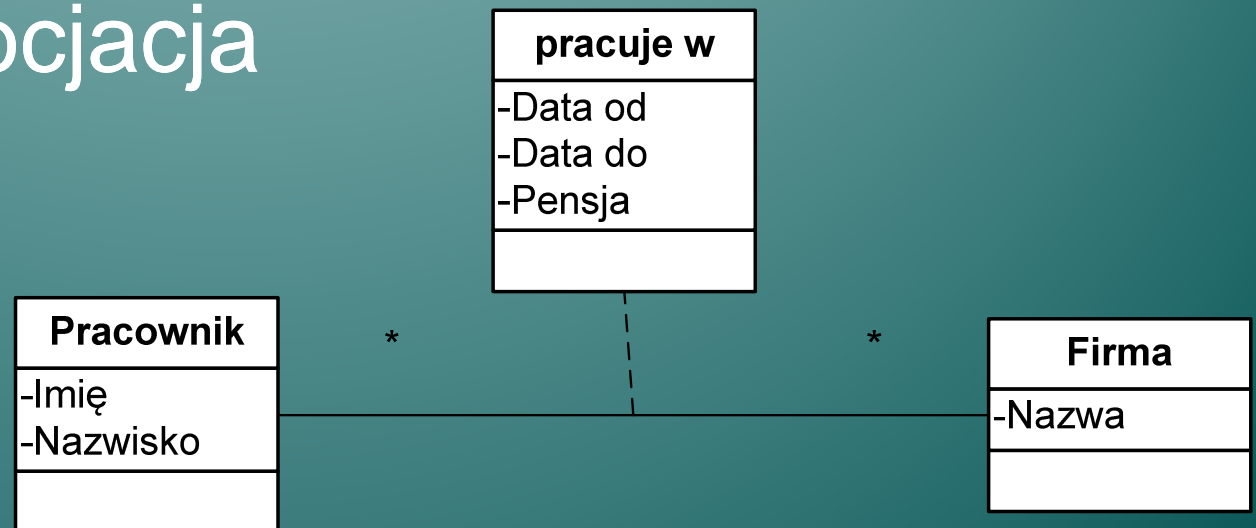 ocjacja
pracuje w
-Data od
-Data do
-Pensja
Pracownik
-Imię
-Nazwisko
*
*
Firma
-Nazwa